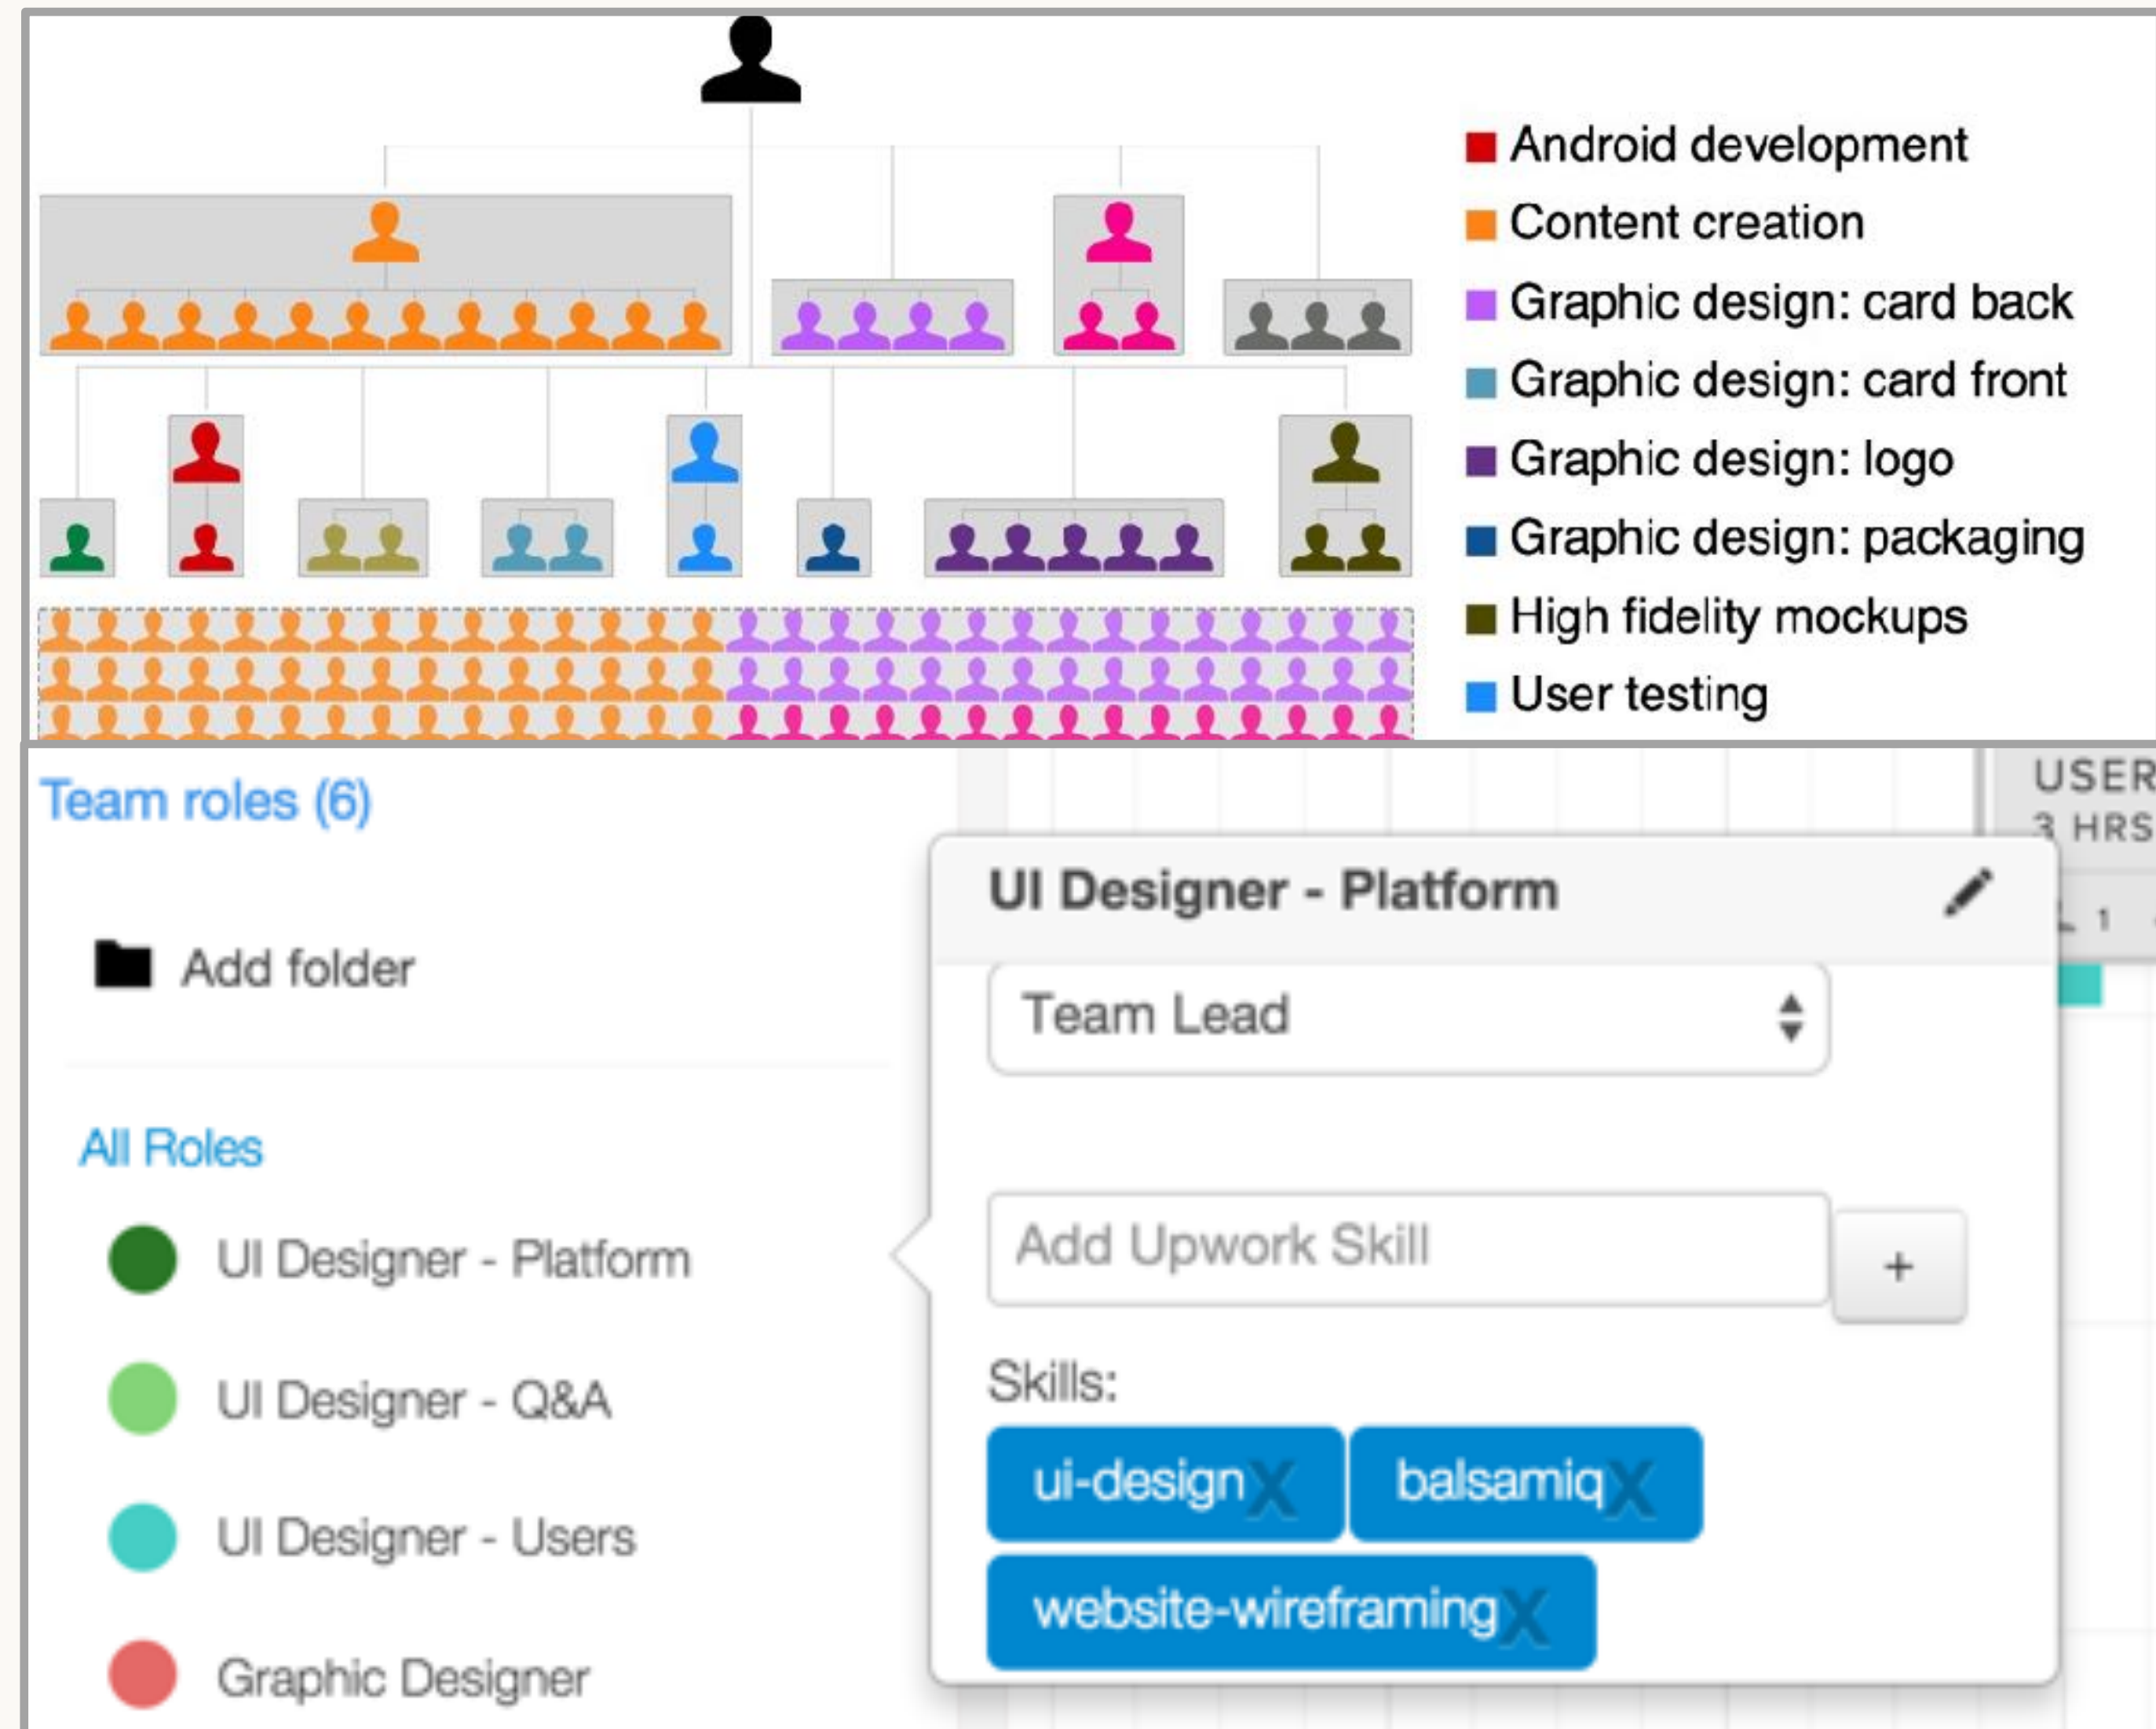 Android development
Content creation
Graphic design: card back
Graphic design: card front
Graphic design: logo
Graphic design: packaging
High fidelity mockups
User testing
Team roles (6)
Add folder
All Roles
UI Designer - Platform
UI Designer - Q&A
UI Designer - Users
Graphic Designer
USER
3 HRS
1
UI Designer - Platform
Team Lead
Add Upwork Skill
+
Skills:
ui-design X balsamiq X
website-wireframing X